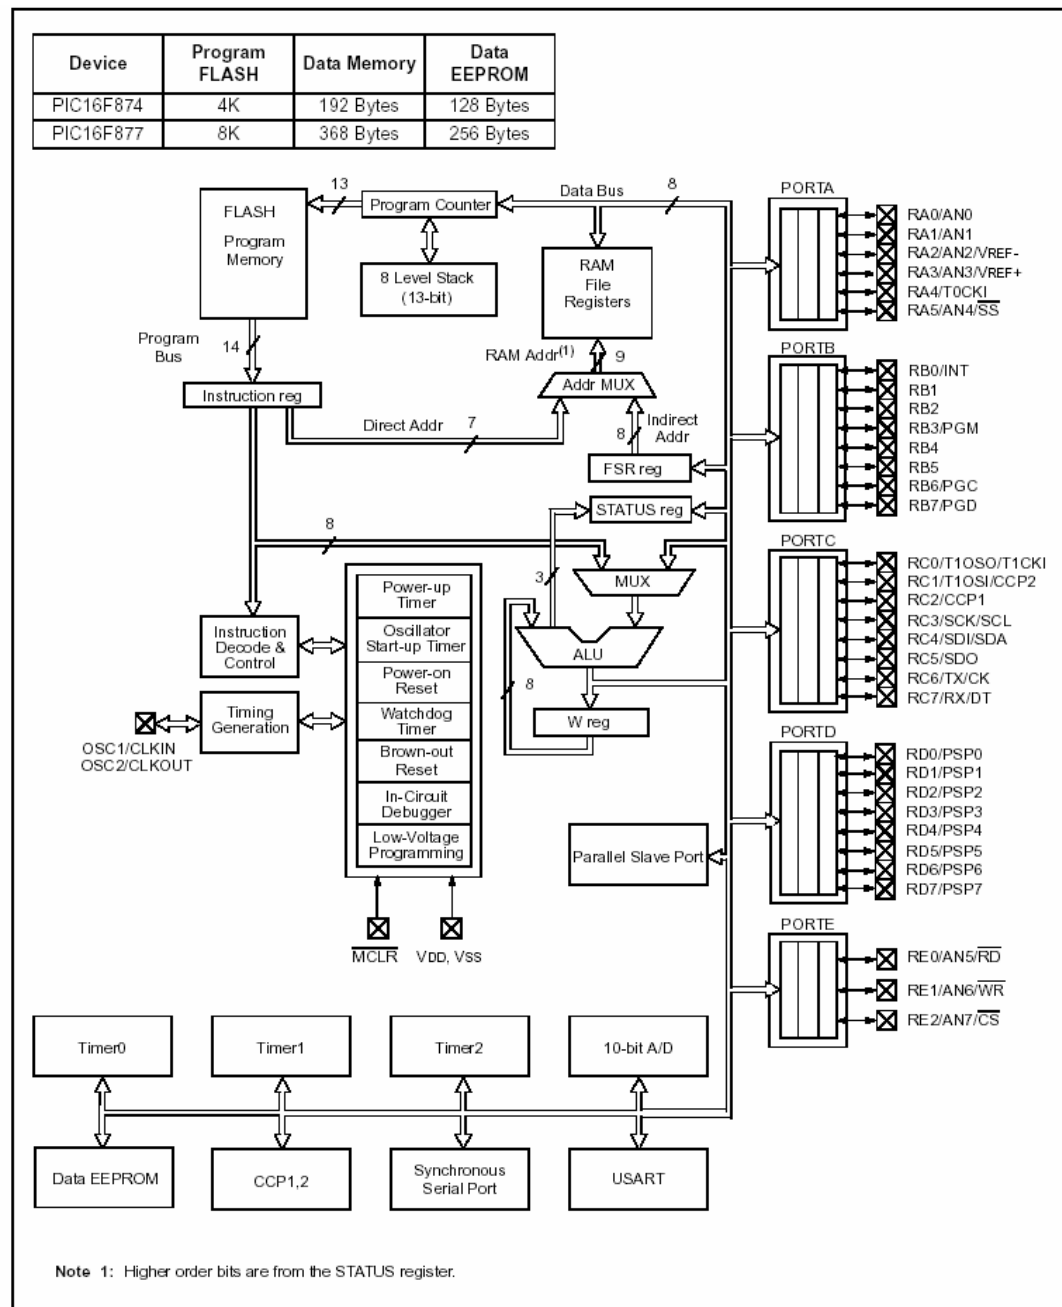 Device Program FLASH Data Memory Data EEPROM
PIC16F874 4K 192 Bytes 128 Bytes
PIC16F877 8K 368 Bytes 256 Bytes
13
Program Counter
Data Bus
8
FLASH
Program
Memory
8 Level Stack
(13-bit)
RAM
File
Registers
Program
Bus
14
RAM Addr(1)
9
Addr MUX
Instruction reg
Direct Addr
7
8
Indirect
Addr
FSR reg
STATUS reg
8
3
MUX
Power-up
Timer
Oscillator
Start-up Timer
Power-on
Reset
Watchdog
Timer
Brown-out
Reset
In-Circuit
Debugger
Low-Voltage
Programming
Instruction
Decode &
Control
Timing
Generation
OSC1/CLKIN
OSC2/CLKOUT
ALU
8
W reg
Parallel Slave Port
MCLR
VDD, VSS
PORTA
RA0/AN0
RA1/AN1
RA2/AN2/VREF-
RA3/AN3/VREF+
RA4/T0CKI
RA5/AN4/SS
PORTB
RB0/INT
RB1
RB2
RB3/PGM
RB4
RB5
RB6/PGC
RB7/PGD
PORTC
RC0/T1OSO/T1CKI
RC1/T1OSI/CCP2
RC2/CCP1
RC3/SCK/SCL
RC4/SDI/SDA
RC5/SDO
RC6/TX/CK
RC7/RX/DT
PORTD
RD0/PSP0
RD1/PSP1
RD2/PSP2
RD3/PSP3
RD4/PSP4
RD5/PSP5
RD6/PSP6
RD7/PSP7
PORTE
RE0/AN5/RD
RE1/AN6/WR
RE2/AN7/CS
Timer0
Timer1
Timer2
10-bit A/D
Data EEPROM
CCP1,2
Synchronous
Serial Port
USART
Note 1: Higher order bits are from the STATUS register.